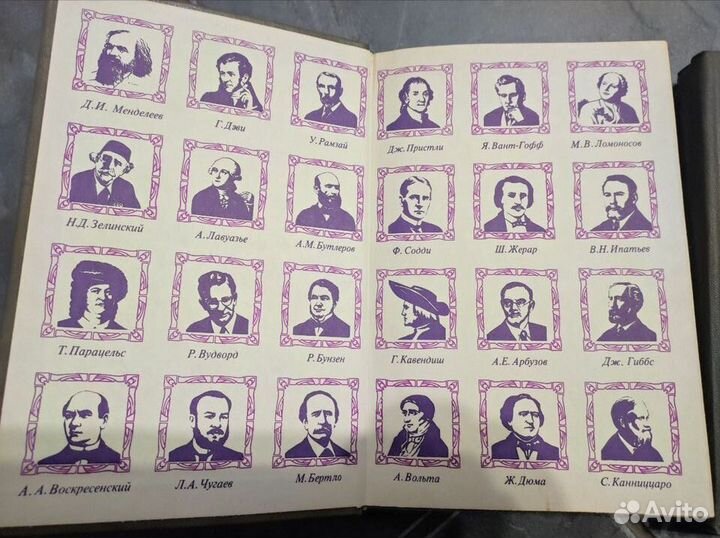 Д.И. Менделеев
Г. Дэви
У. Рамзай
Дж. Пристли
Я. Вант-Гофф
М.В. Ломоносов
Н.Д. Зелинский
А. Лавуазье
А.М. Бутлеров
Ф. Содди
Ш. Жерар
В.Н. Ипатьев
Т. Парацельс
Р. Вудворд
Р. Бунзен
Г. Кавендиш
А.Е. Арбузов
Дж. Гиббс
А. А. Воскресенский
Л.А. Чугаев
М. Бертло
А. Вольта
Ж. Дюма
С. Канниццаро
Avito